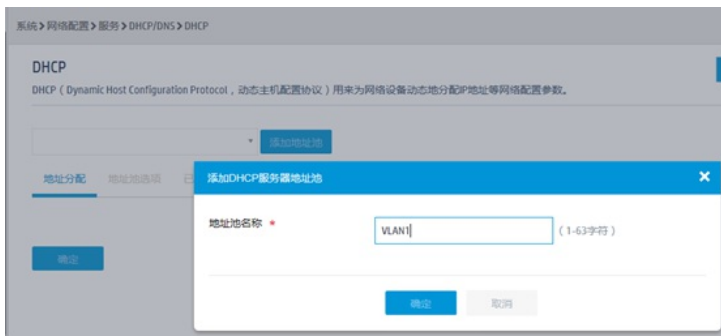 系统>网络配置>服务>DHCP/DNS>DHCP
DHCP
DHCP（Dynamic Host Configuration Protocol，动态主机配置协议）用来为网络设备动态地分配IP地址等网络配置参数。
添加地址池
地址分配 地址池选项 已
添加DHCP服务器地址池
地址池名称 * VLAN1 （1-63字符）
确定
确定 取消